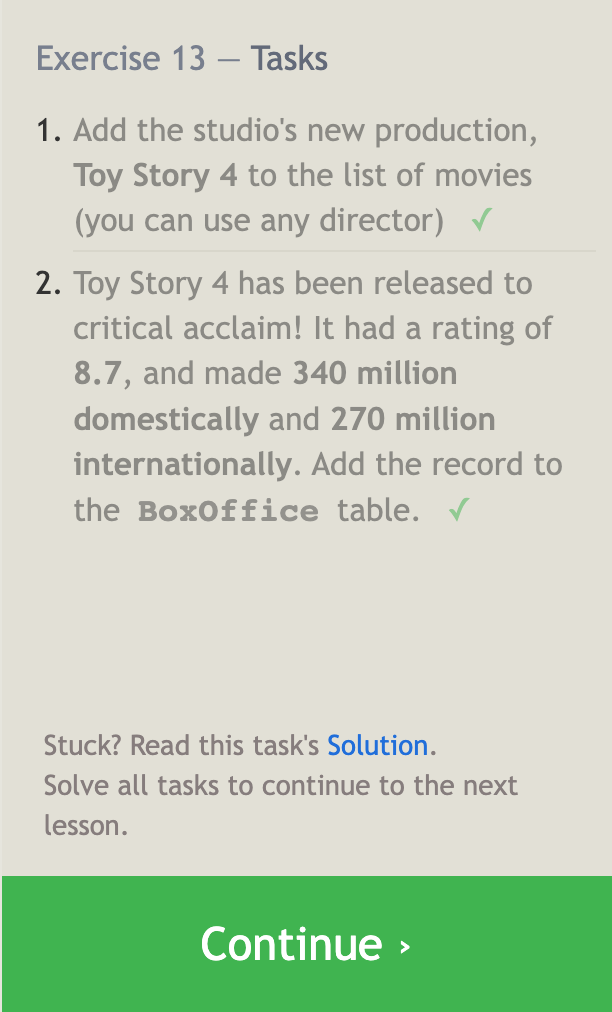 Exercise 13 — Tasks
1. Add the studio's new production,
Toy Story 4 to the list of movies
(you can use any director) ✓
2. Toy Story 4 has been released to
critical acclaim! It had a rating of
8.7, and made 340 million
domestically and 270 million
internationally. Add the record to
the BoxOffice table. ✓
Stuck? Read this task's Solution.
Solve all tasks to continue to the next
lesson.
Continue ›